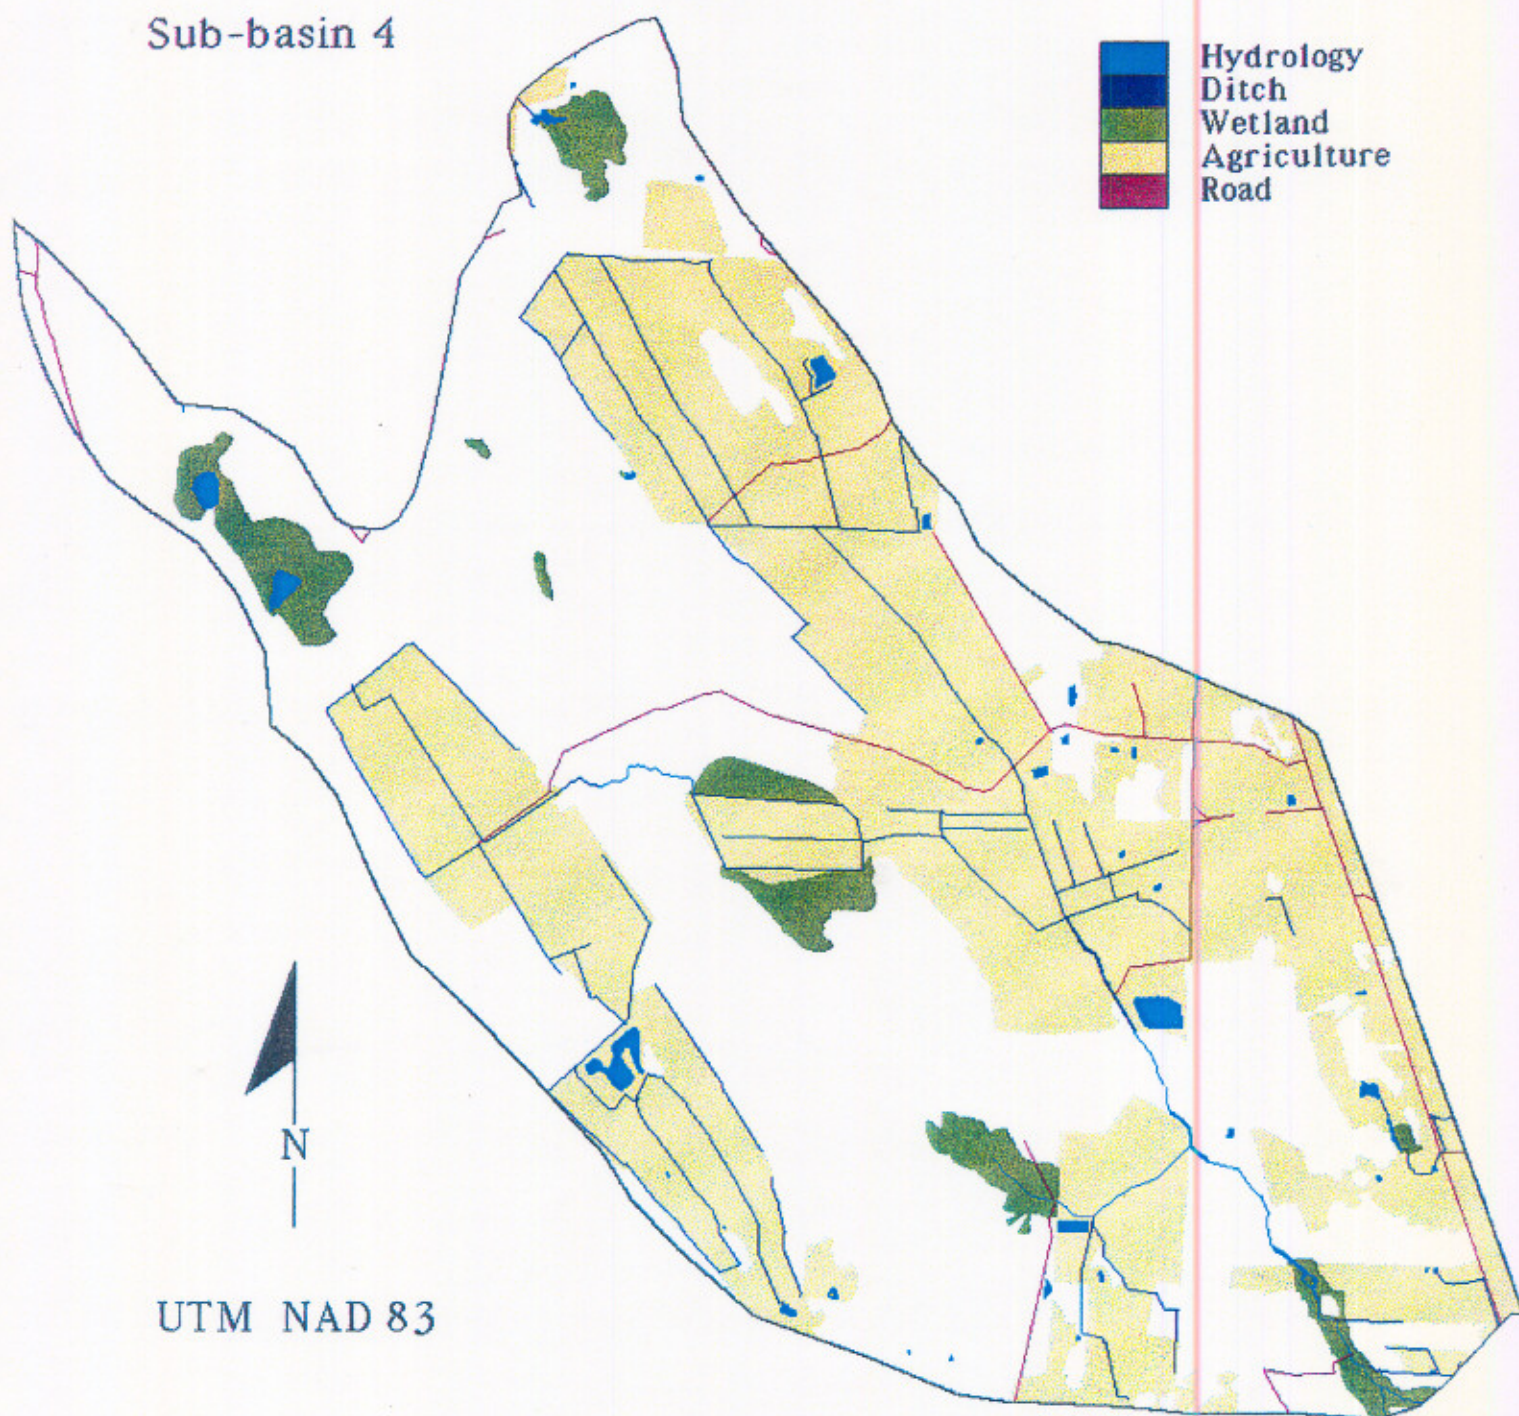 Sub-basin 4
Hydrology
Ditch
Wetland
Agriculture
Road
N
UTM NAD 83